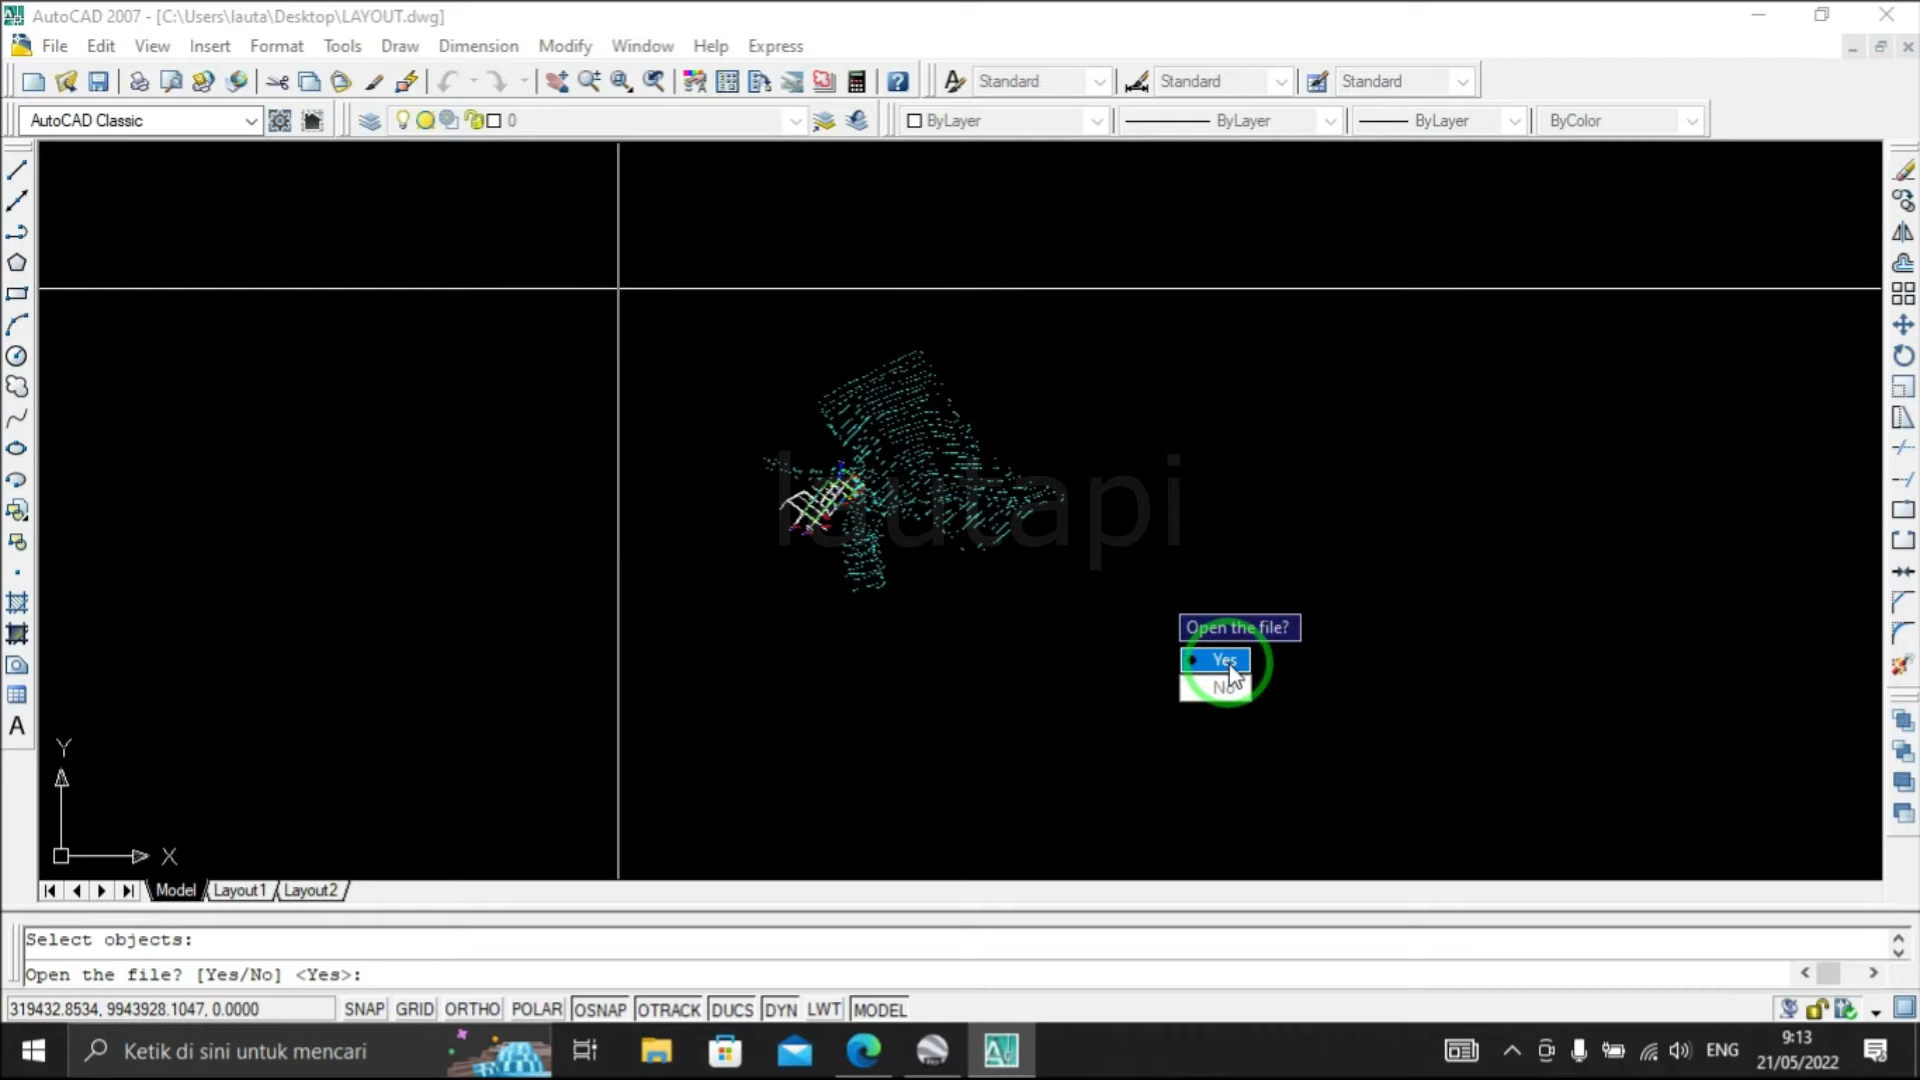 AutoCAD 2007 - [C:\Users\lauta\Desktop\LAYOUT.dwg]
File Edit View Insert Format Tools Draw Dimension Modify Window Help Express
Standard Standard Standard
AutoCAD Classic 0 ByLayer ByLayer ByLayer ByColor
lautapi
Open the file?
Yes
No
Y
X
Model Layout1 Layout2
A
Select objects:
Open the file? [Yes/No] <Yes>:
319432.8534, 9943928.1047, 0.0000 SNAP GRID ORTHO POLAR OSNAP OTRACK DUCS DYN LWT MODEL
Ketik di sini untuk mencari
ENG
9:13
21/05/2022